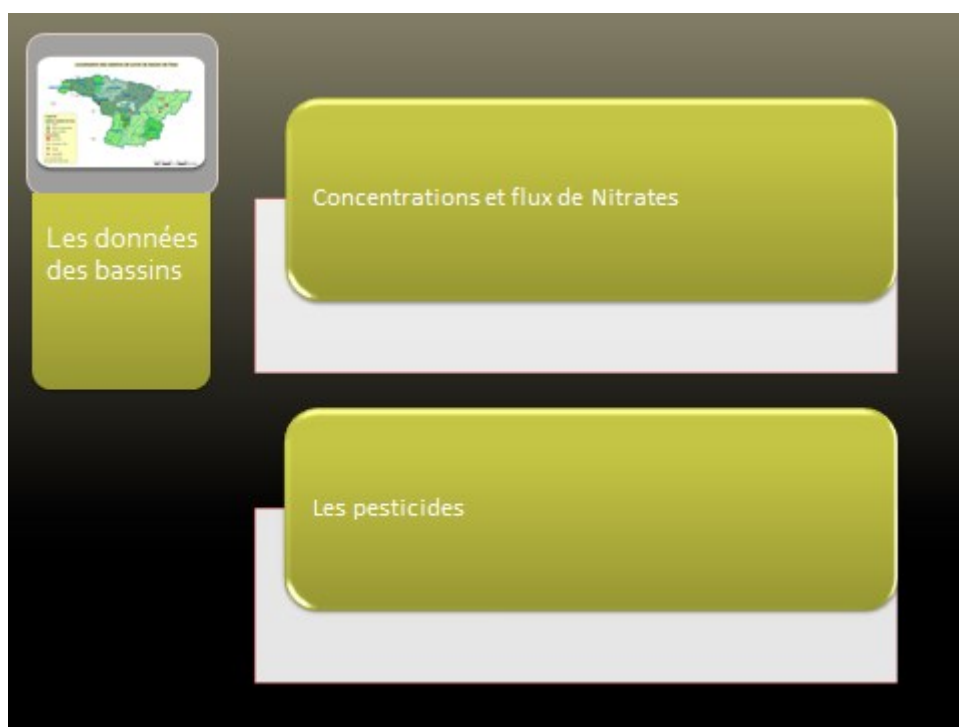 Les données
des bassins
Concentrations et flux de Nitrates
Les pesticides